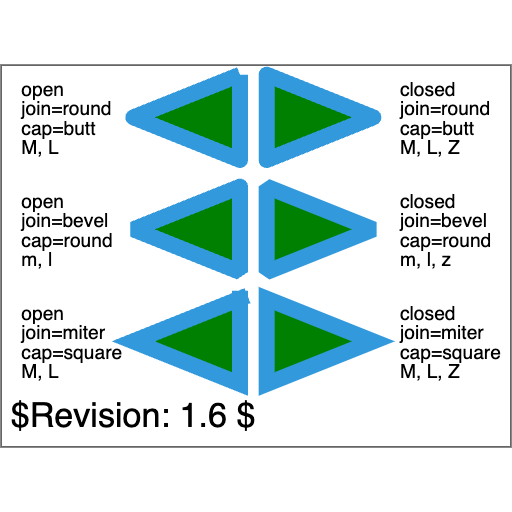 open
join=round
cap=butt
M, L
closed
join=round
cap=butt
M, L, Z
open
join=bevel
cap=round
m, l
closed
join=bevel
cap=round
m, l, z
open
join=miter
cap=square
M, L
closed
join=miter
cap=square
M, L, Z
$Revision: 1.6 $